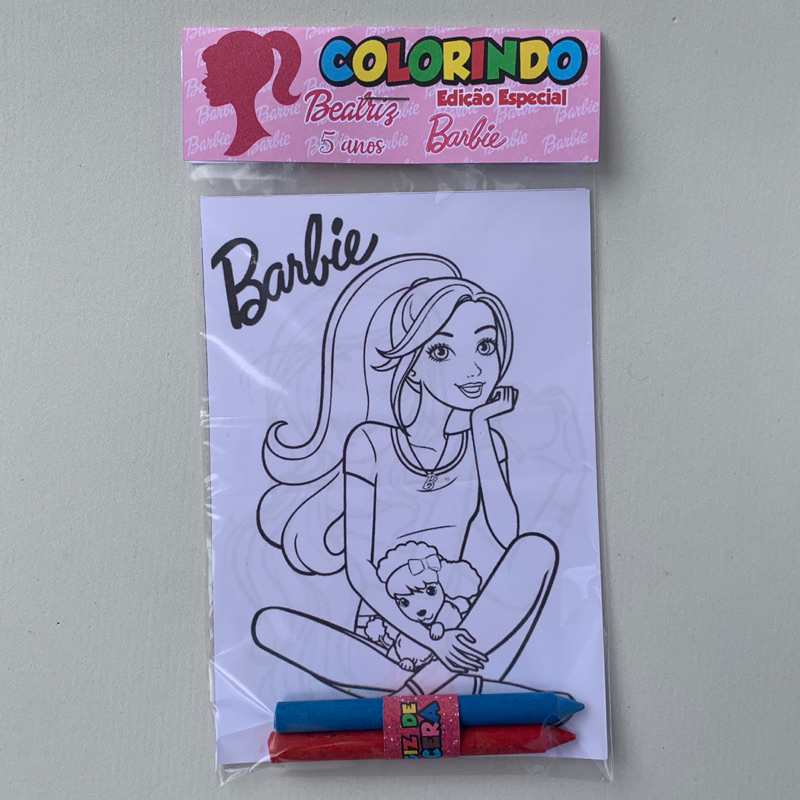 COLORINDO
Beatriz
Edição Especial
5 anos
Barbie
Barbie
GIZ DE
CERA